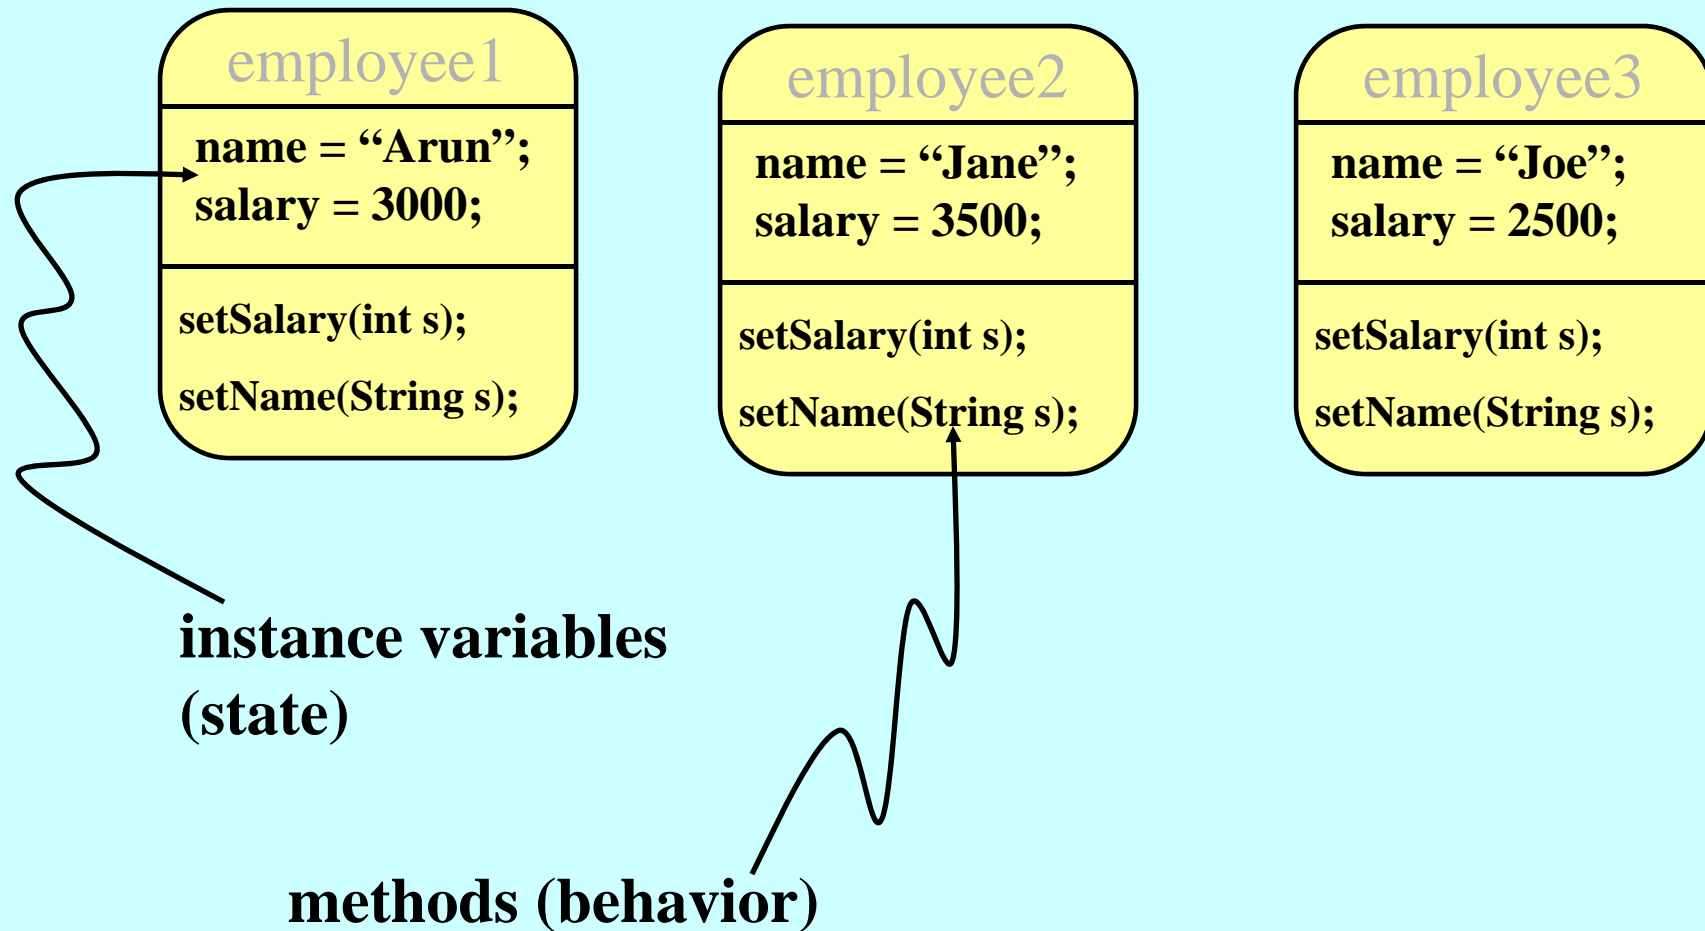 employee1
name = “Arun”;
salary = 3000;
setSalary(int s);
setName(String s);
employee2
name = “Jane”;
salary = 3500;
setSalary(int s);
setName(String s);
employee3
name = “Joe”;
salary = 2500;
setSalary(int s);
setName(String s);
instance variables
(state)
methods (behavior)